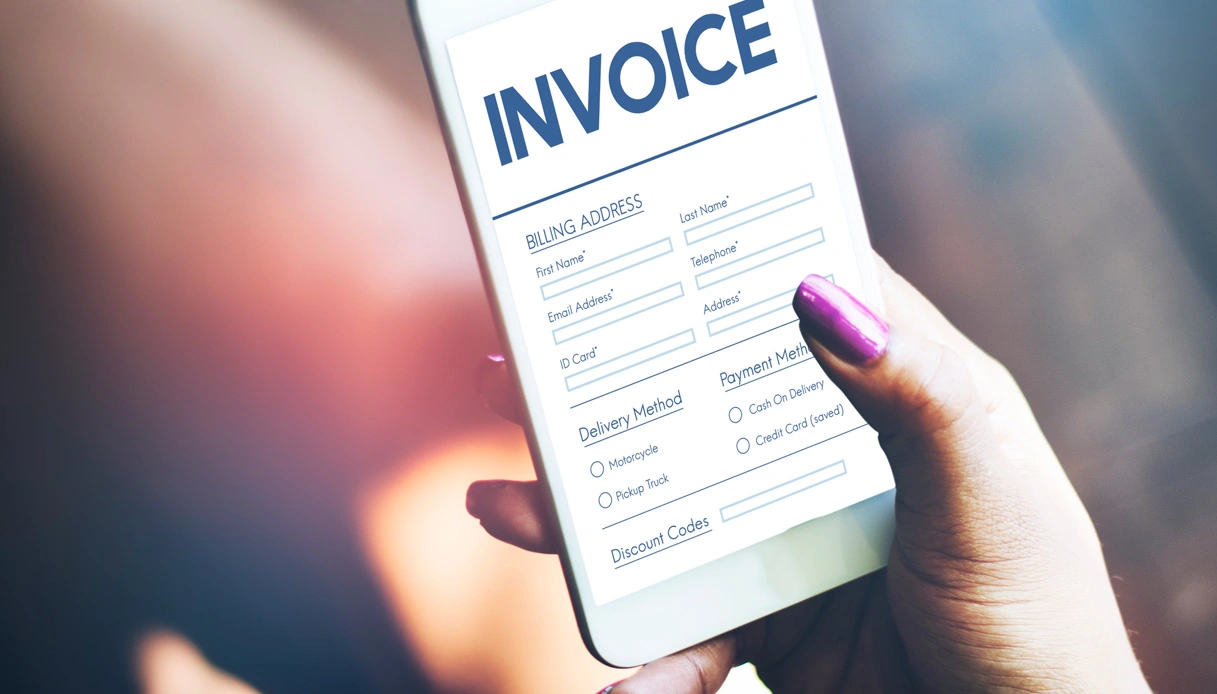 INVOICE
BILLING ADDRESS
First Name*
Last Name*
Email Address*
Telephone*
ID Card*
Address*
Delivery Method
Motorcycle
Pickup Truck
Payment
Cash On Delivery
Credit Card (saved)
Discount Codes